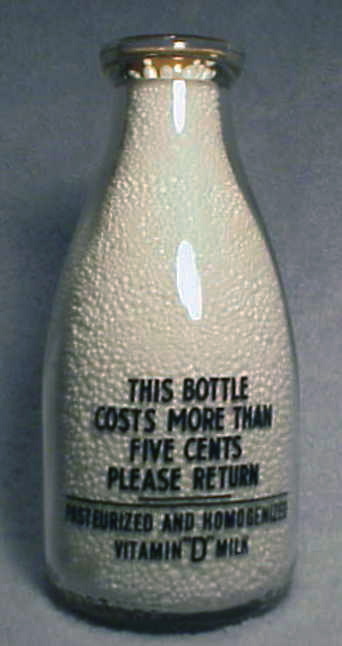 THIS BOTTLE
COSTS MORE THAN
FIVE CENTS
PLEASE RETURN
PASTEURIZED AND HOMOGENIZED
VITAMIN "D" MILK